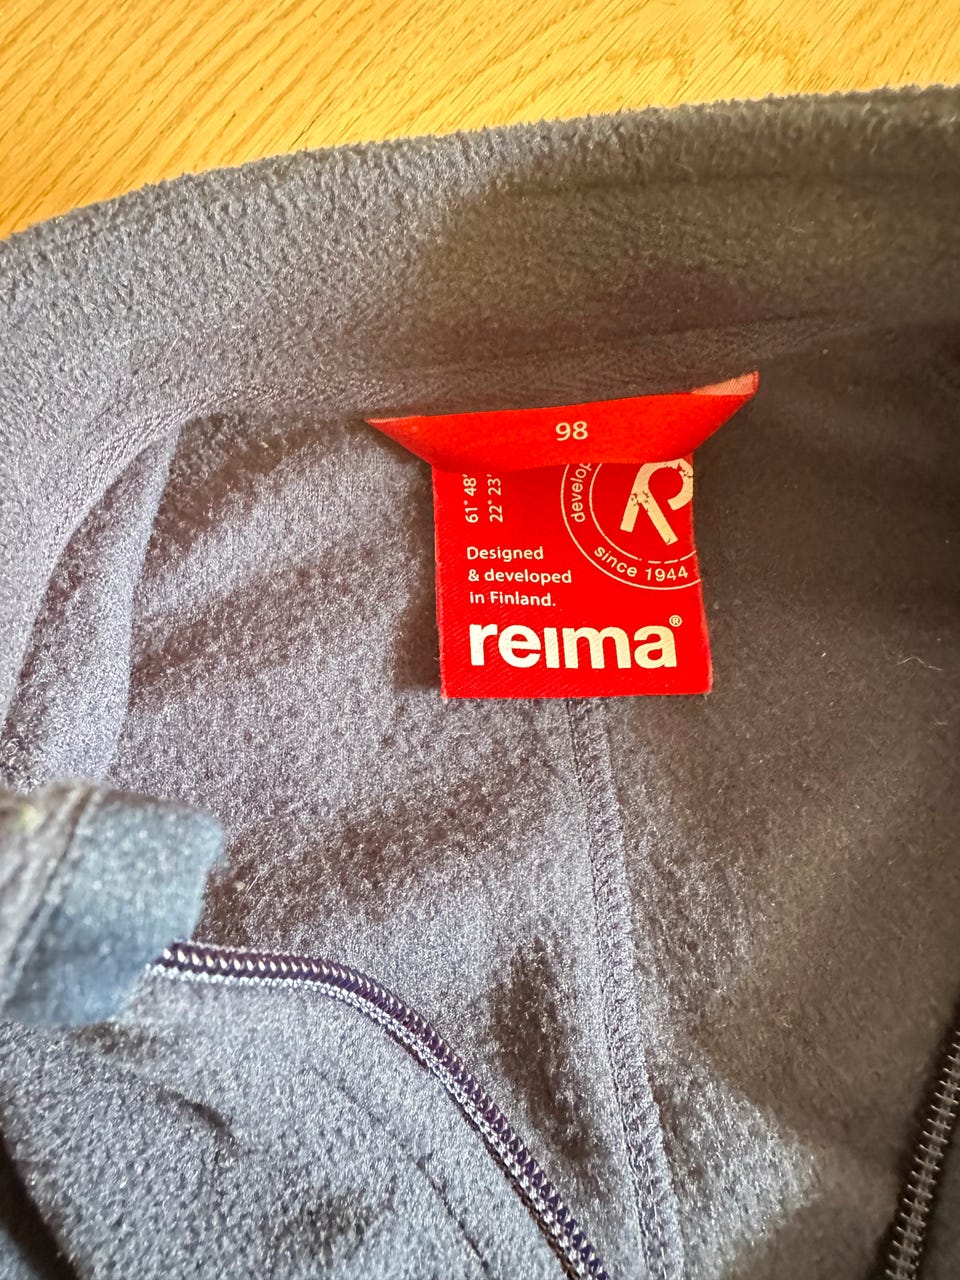 98
61° 48'
22° 23'
since 1944
Designed
& developed
in Finland.
reima®